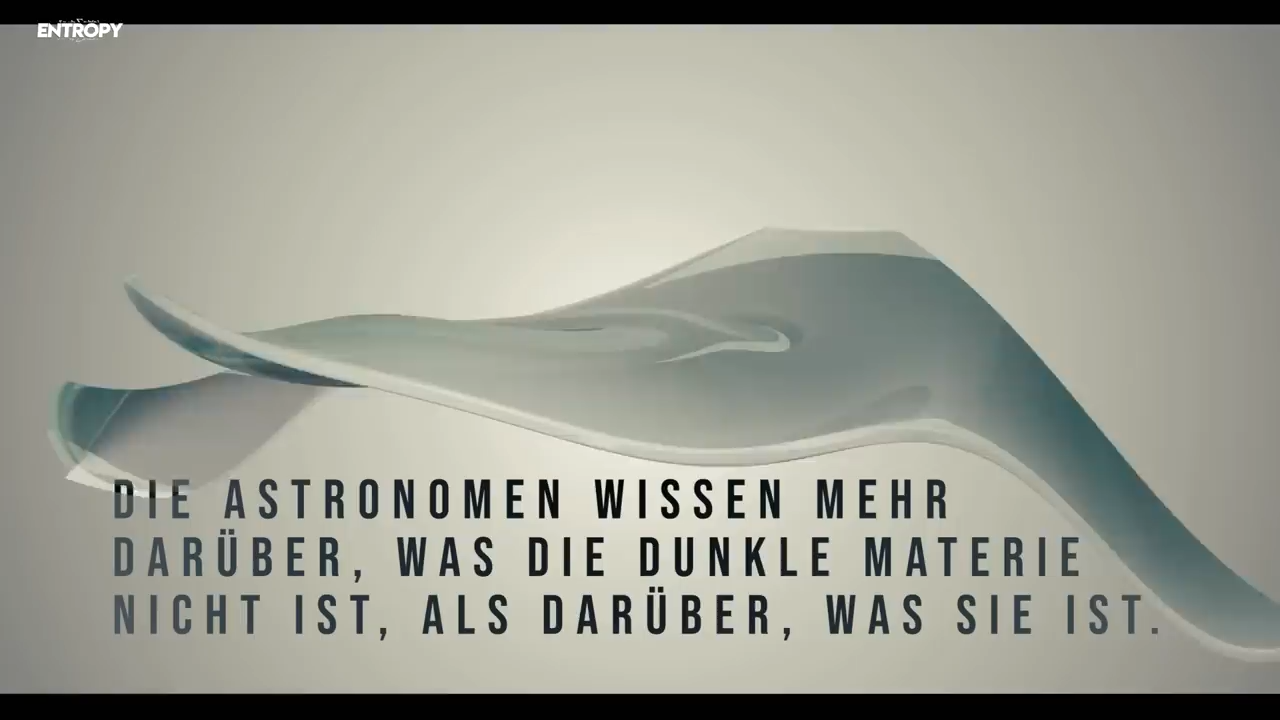 ENTROPY
DIE ASTRONOMEN WISSEN MEHR
DARÜBER, WAS DIE DUNKLE MATERIE
NICHT IST, ALS DARÜBER, WAS SIE IST.